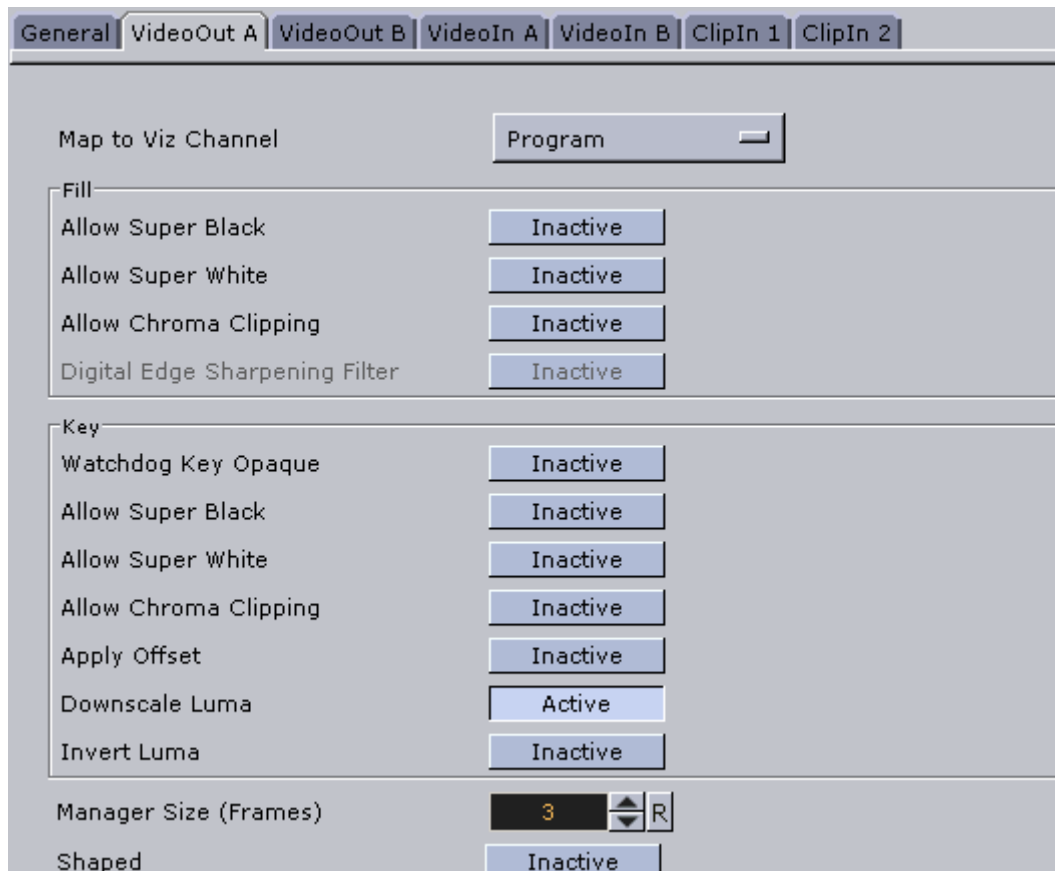 General VideoOut A VideoOut B VideoIn A VideoIn B ClipIn 1 ClipIn 2
Map to Viz Channel Program
Fill
Allow Super Black Inactive
Allow Super White Inactive
Allow Chroma Clipping Inactive
Digital Edge Sharpening Filter Inactive
Key
Watchdog Key Opaque Inactive
Allow Super Black Inactive
Allow Super White Inactive
Allow Chroma Clipping Inactive
Apply Offset Inactive
Downscale Luma Active
Invert Luma Inactive
Manager Size (Frames) 3 R
Shaped Inactive